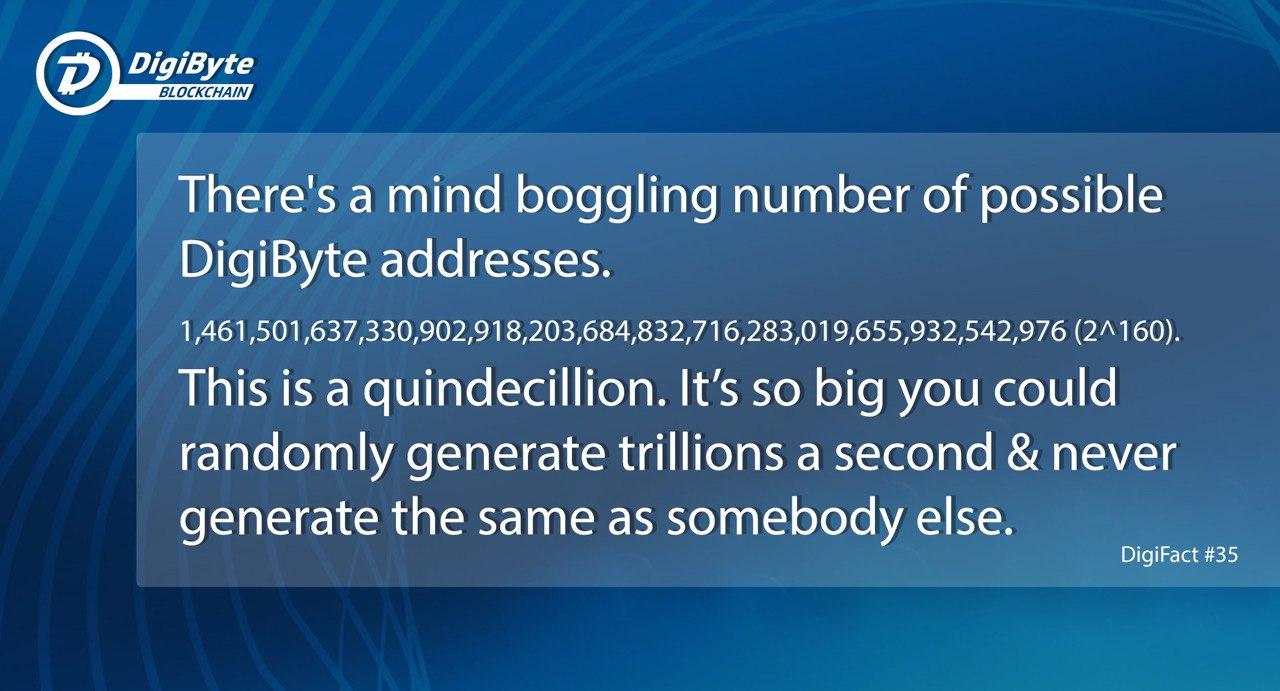 DigiByte
BLOCKCHAIN
There's a mind boggling number of possible
DigiByte addresses.
1,461,501,637,330,902,918,203,684,832,716,283,019,655,932,542,976 (2^160).
This is a quindecillion. It’s so big you could
randomly generate trillions a second & never
generate the same as somebody else.
DigiFact #35